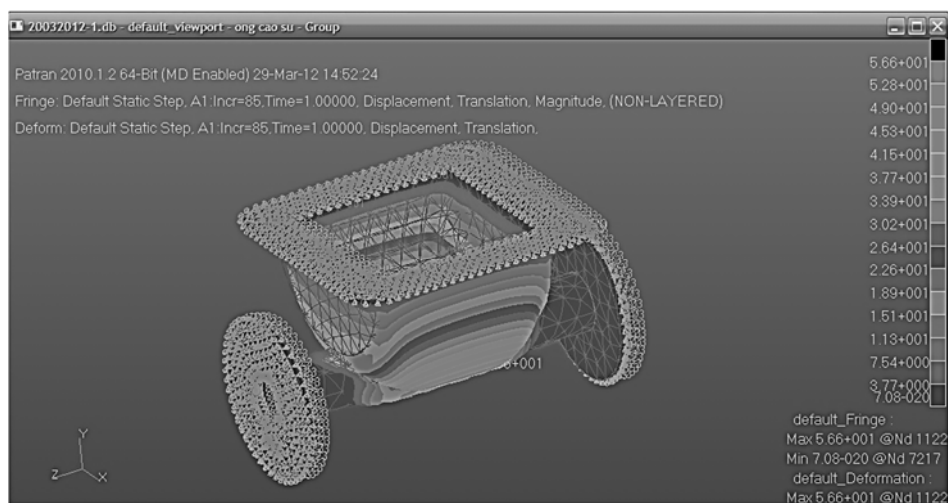 20032012-1.db - default_viewport - ong cao su - Group
Patran 2010.1.2 64-Bit (MD Enabled) 29-Mar-12 14:52:24
Fringe: Default Static Step, A1:Incr=85,Time=1.00000, Displacement, Translation, Magnitude, (NON-LAYERED)
Deform: Default Static Step, A1:Incr=85,Time=1.00000, Displacement, Translation,
5.66+001
5.28+001
4.90+001
4.53+001
4.15+001
3.77+001
3.39+001
3.02+001
2.64+001
2.26+001
1.89+001
1.51+001
1.13+001
7.54+000
3.77+000
7.08-020
+001
Y
Z
X
default_Fringe :
Max 5.66+001 @Nd 1122
Min 7.08-020 @Nd 7217
default_Deformation :
Max 5.66+001 @Nd 1122